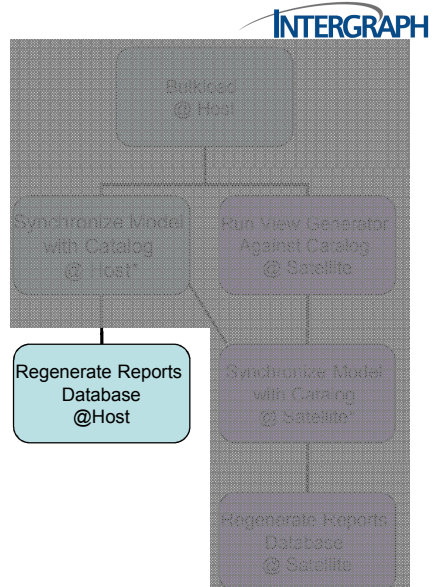 INTERGRAPH
Bulkload
@ Host
Synchronize Model
with Catalog
@ Host*
Run View Generator
Against Catalog
@ Satellite
Regenerate Reports
Database
@Host
Synchronize Model
with Catalog
@ Satellite*
Regenerate Reports
Database
@ Satellite